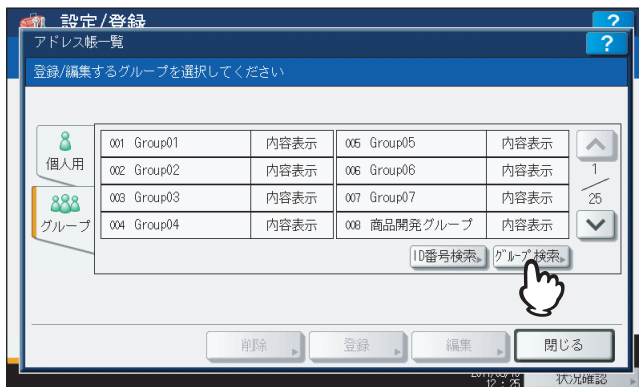 設定/登録
?
アドレス帳一覧
?
登録/編集するグループを選択してください
個人用
グループ
001 Group01 内容表示 005 Group05 内容表示
002 Group02 内容表示 006 Group06 内容表示
003 Group03 内容表示 007 Group07 内容表示
004 Group04 内容表示 008 商品開発グループ 内容表示
1
25
ID番号検索 グループ検索
削除 登録 編集 閉じる
12:25 状況確認